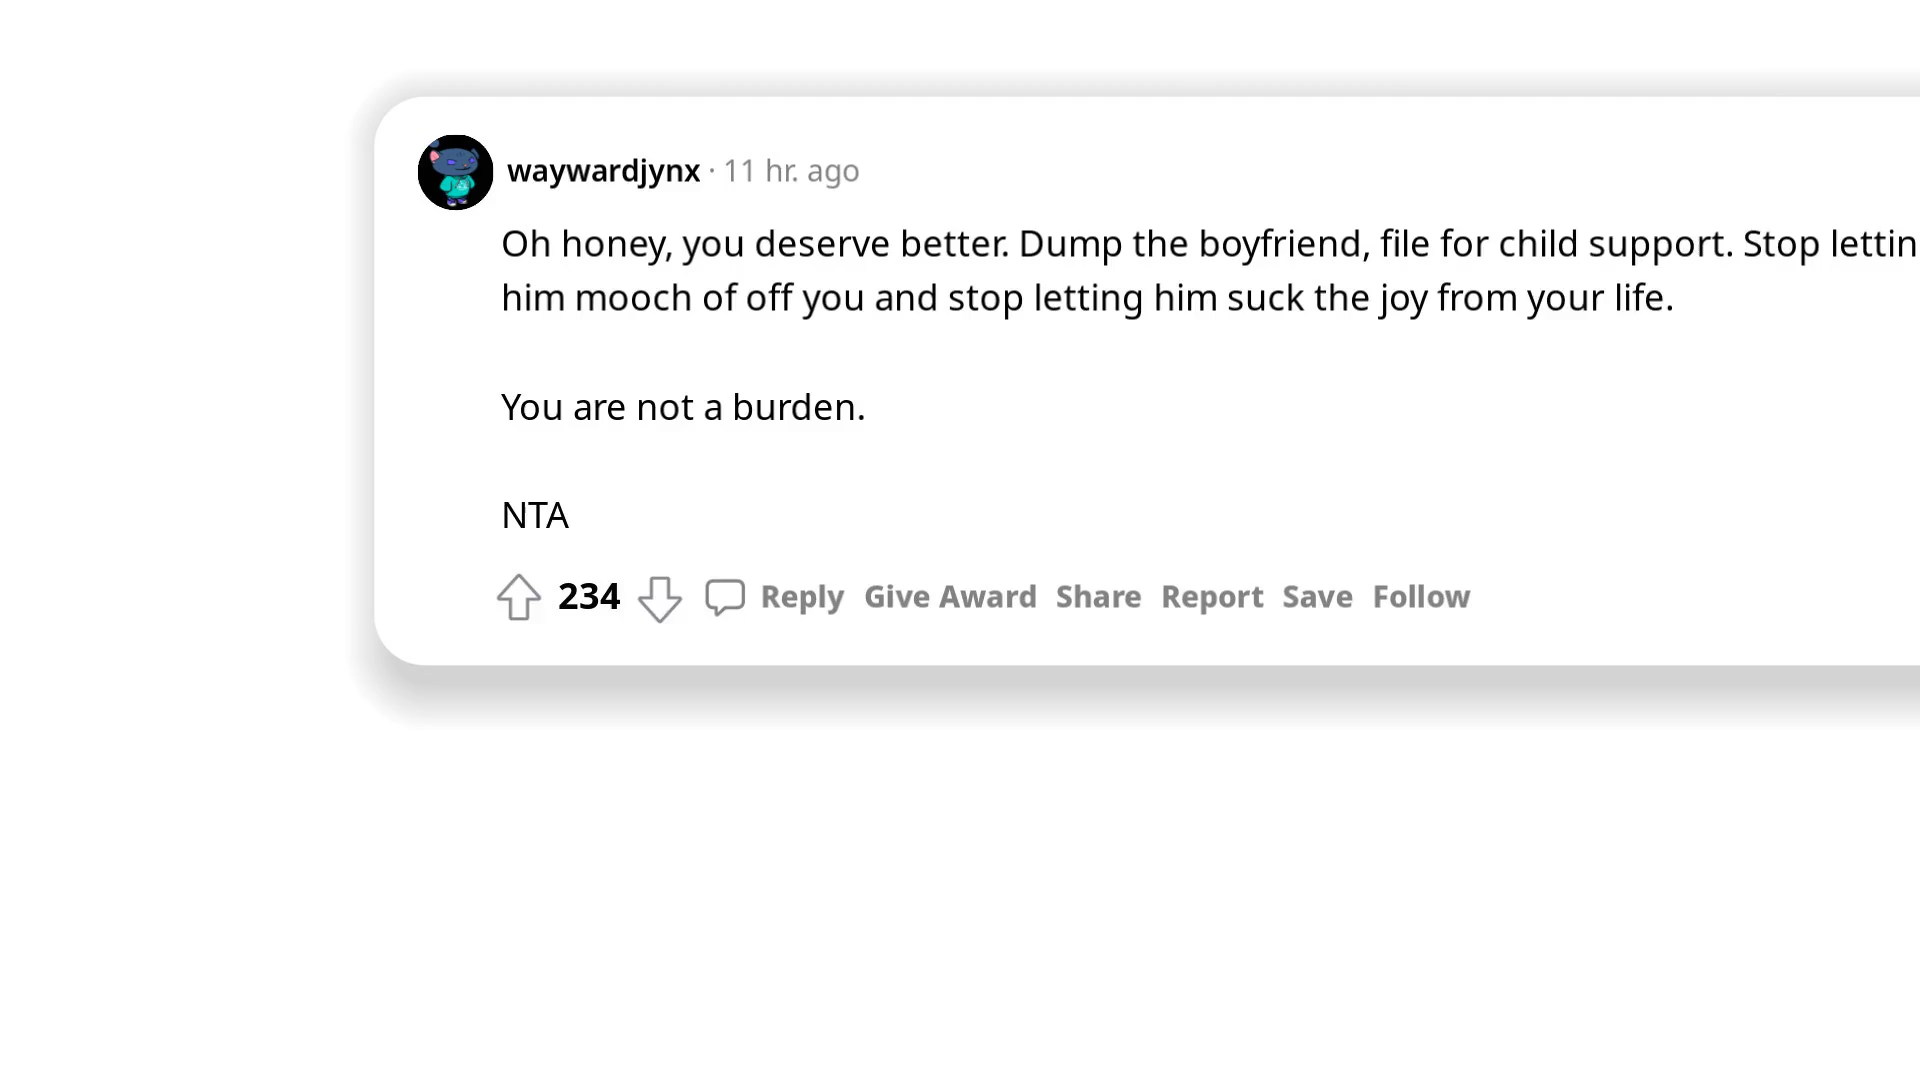 waywardjynx · 11 hr. ago
Oh honey, you deserve better. Dump the boyfriend, file for child support. Stop lettin
him mooch of off you and stop letting him suck the joy from your life.
You are not a burden.
NTA
234 Reply Give Award Share Report Save Follow